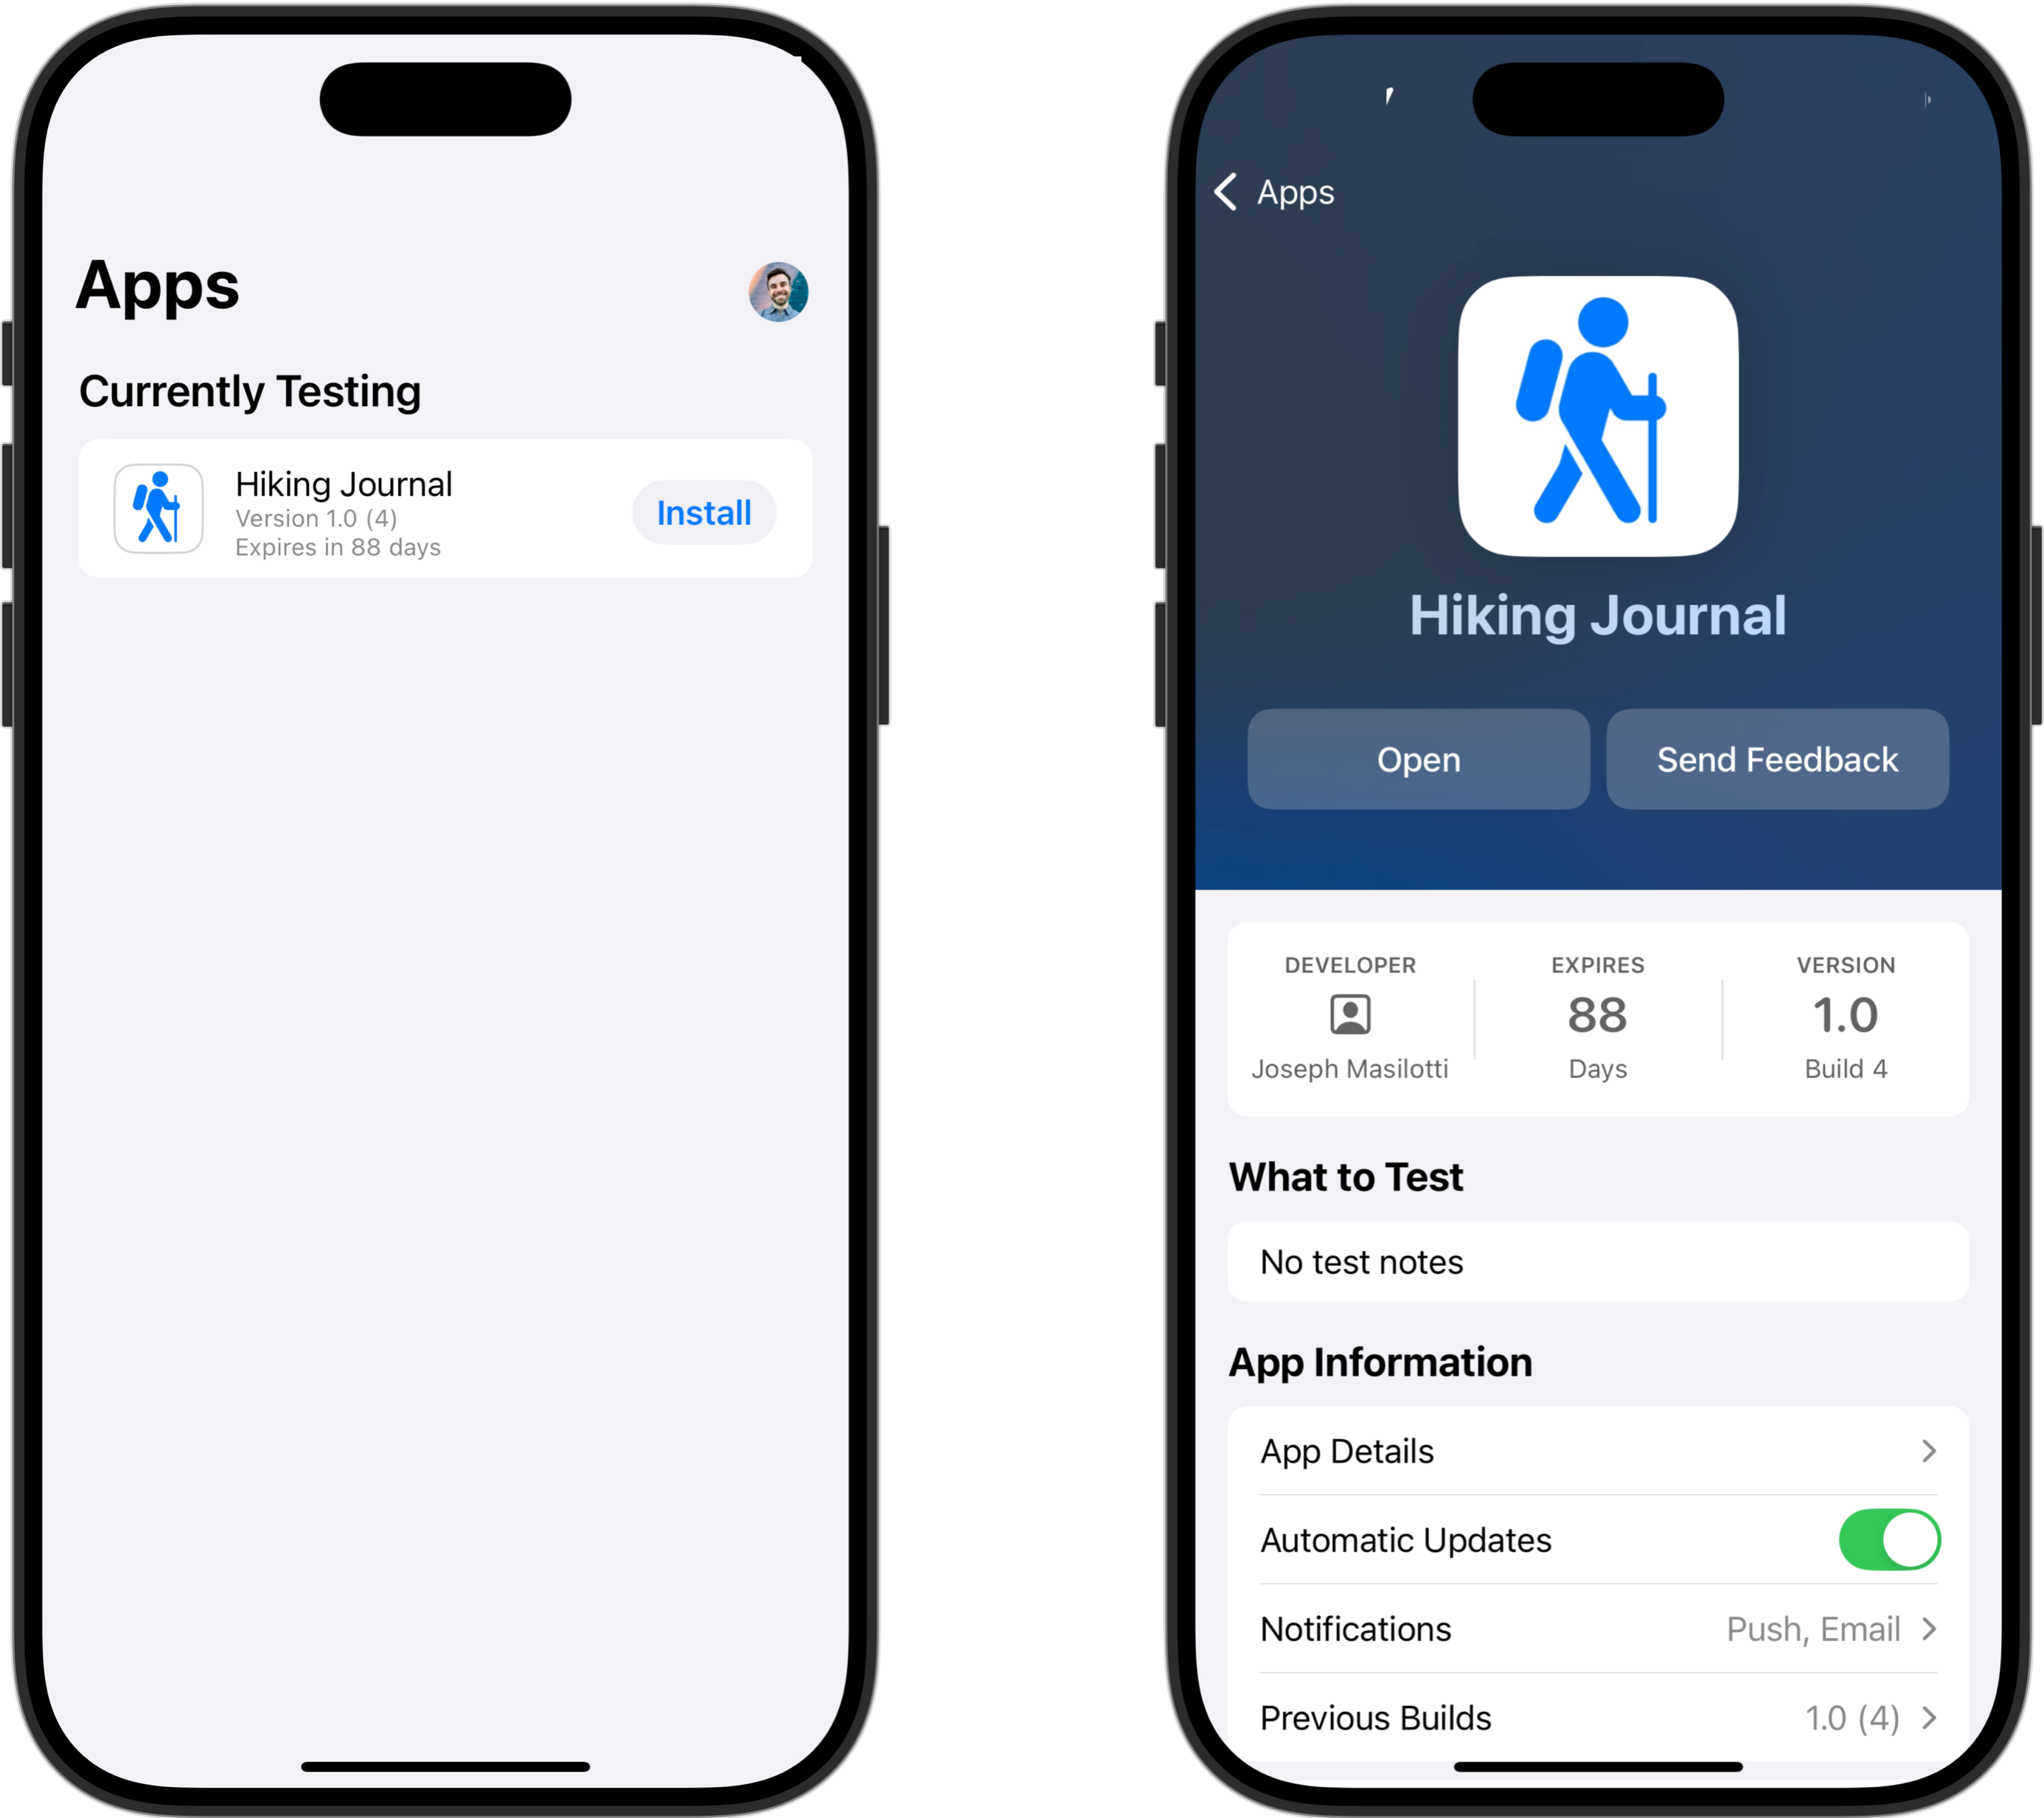 Apps
Currently Testing
Hiking Journal
Version 1.0 (4)
Expires in 88 days
Install
Apps
Hiking Journal
Open
Send Feedback
DEVELOPER
Joseph Masilotti
EXPIRES
88
Days
VERSION
1.0
Build 4
What to Test
No test notes
App Information
App Details
Automatic Updates
Notifications
Push, Email
Previous Builds
1.0 (4)